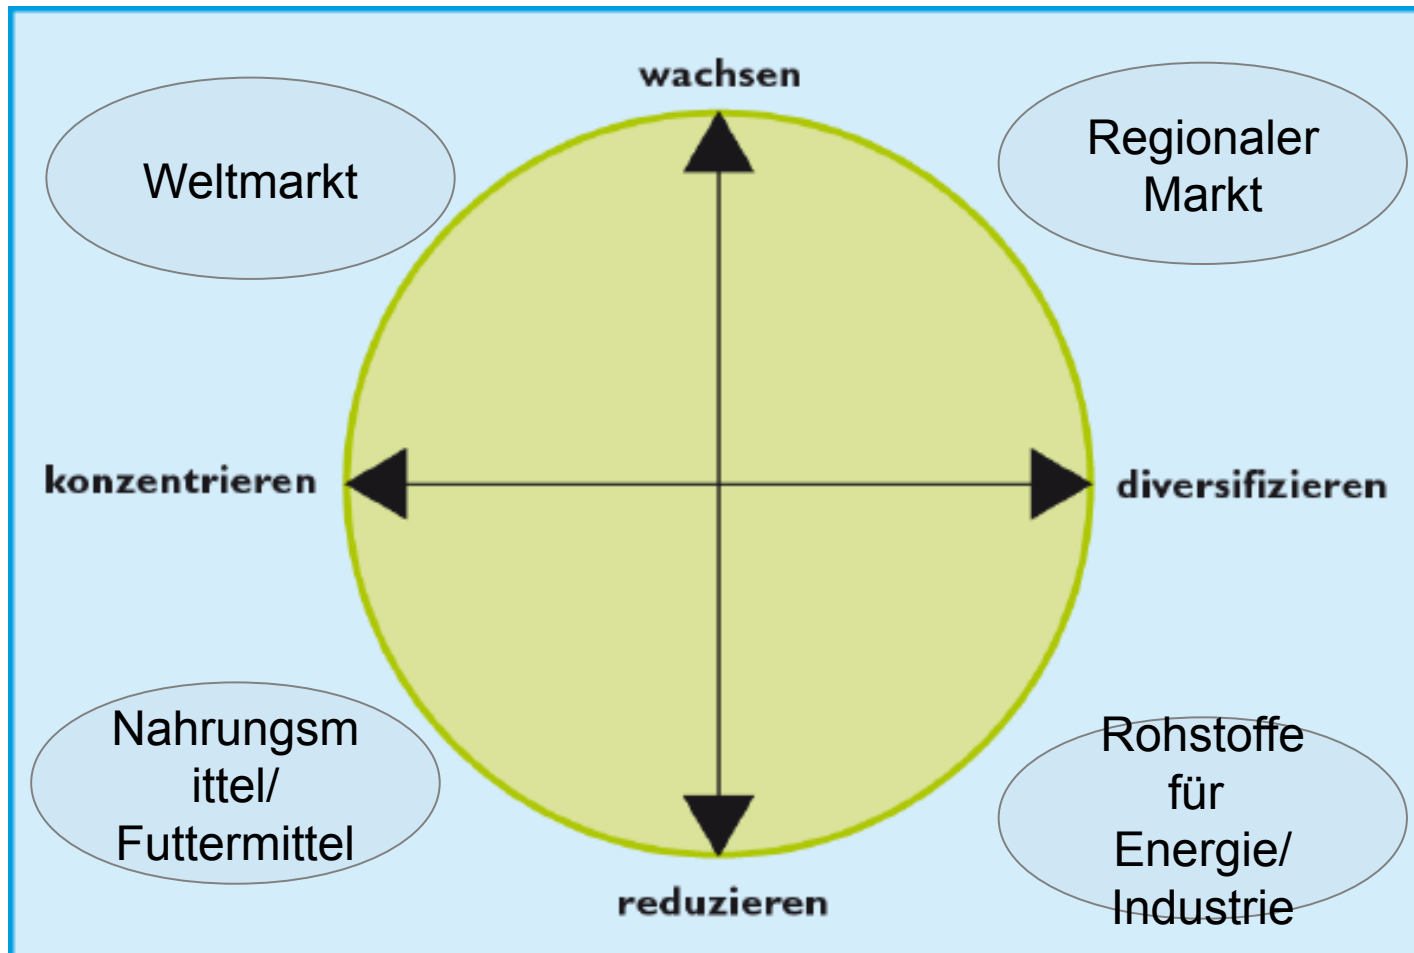 wachsen
Weltmarkt
Regionaler
Markt
konzentrieren
diversifizieren
Nahrungsm
ittel/
Futtermittel
Rohstoffe
für
Energie/
Industrie
reduzieren